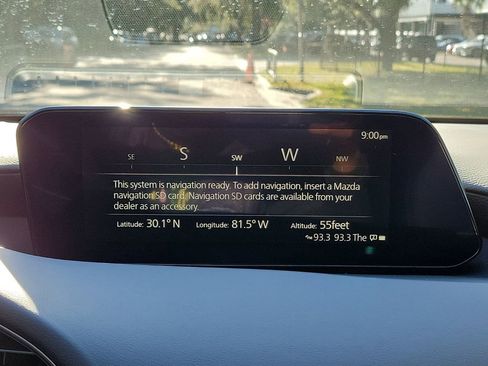 9:00pm
SE S SW W NW
This system is navigation ready. To add navigation, insert a Mazda
navigation SD card. Navigation SD cards are available from your
dealer as an accessory.
Latitude: 30.1° N Longitude: 81.5° W Altitude: 55feet
93.3 93.3 The